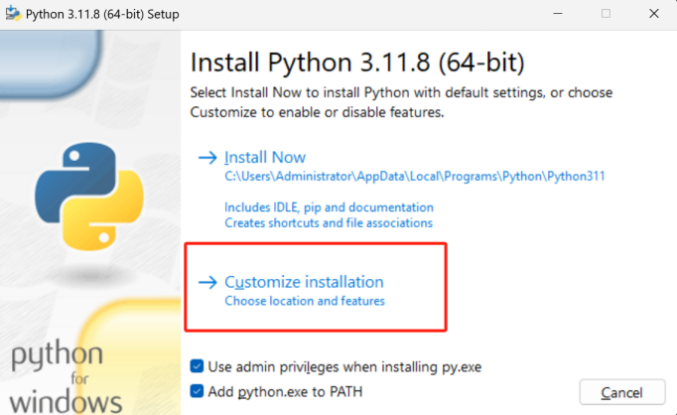 Python 3.11.8 (64-bit) Setup
Install Python 3.11.8 (64-bit)
Select Install Now to install Python with default settings, or choose
Customize to enable or disable features.
Install Now
C:\Users\Administrator\AppData\Local\Programs\Python\Python311
Includes IDLE, pip and documentation
Creates shortcuts and file associations
Customize installation
Choose location and features
Use admin privileges when installing py.exe
Add python.exe to PATH
Cancel
python
for
windows